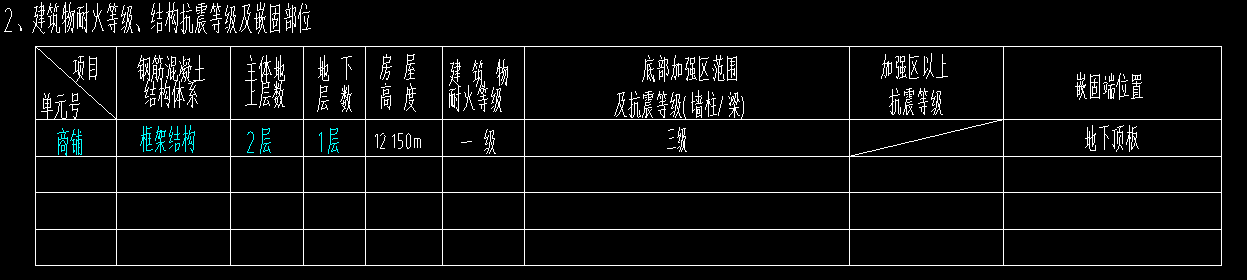 2、建筑物耐火等级、结构抗震等级及嵌固部位
项目
单元号
钢筋混凝土
结构体系
主体地
上层数
地下
层数
房屋
高度
建筑物
耐火等级
底部加强区范围
及抗震等级(墙柱/梁)
加强区以上
抗震等级
嵌固端位置
商铺
框架结构
2层
1层
12.150m
一级
三级
地下顶板